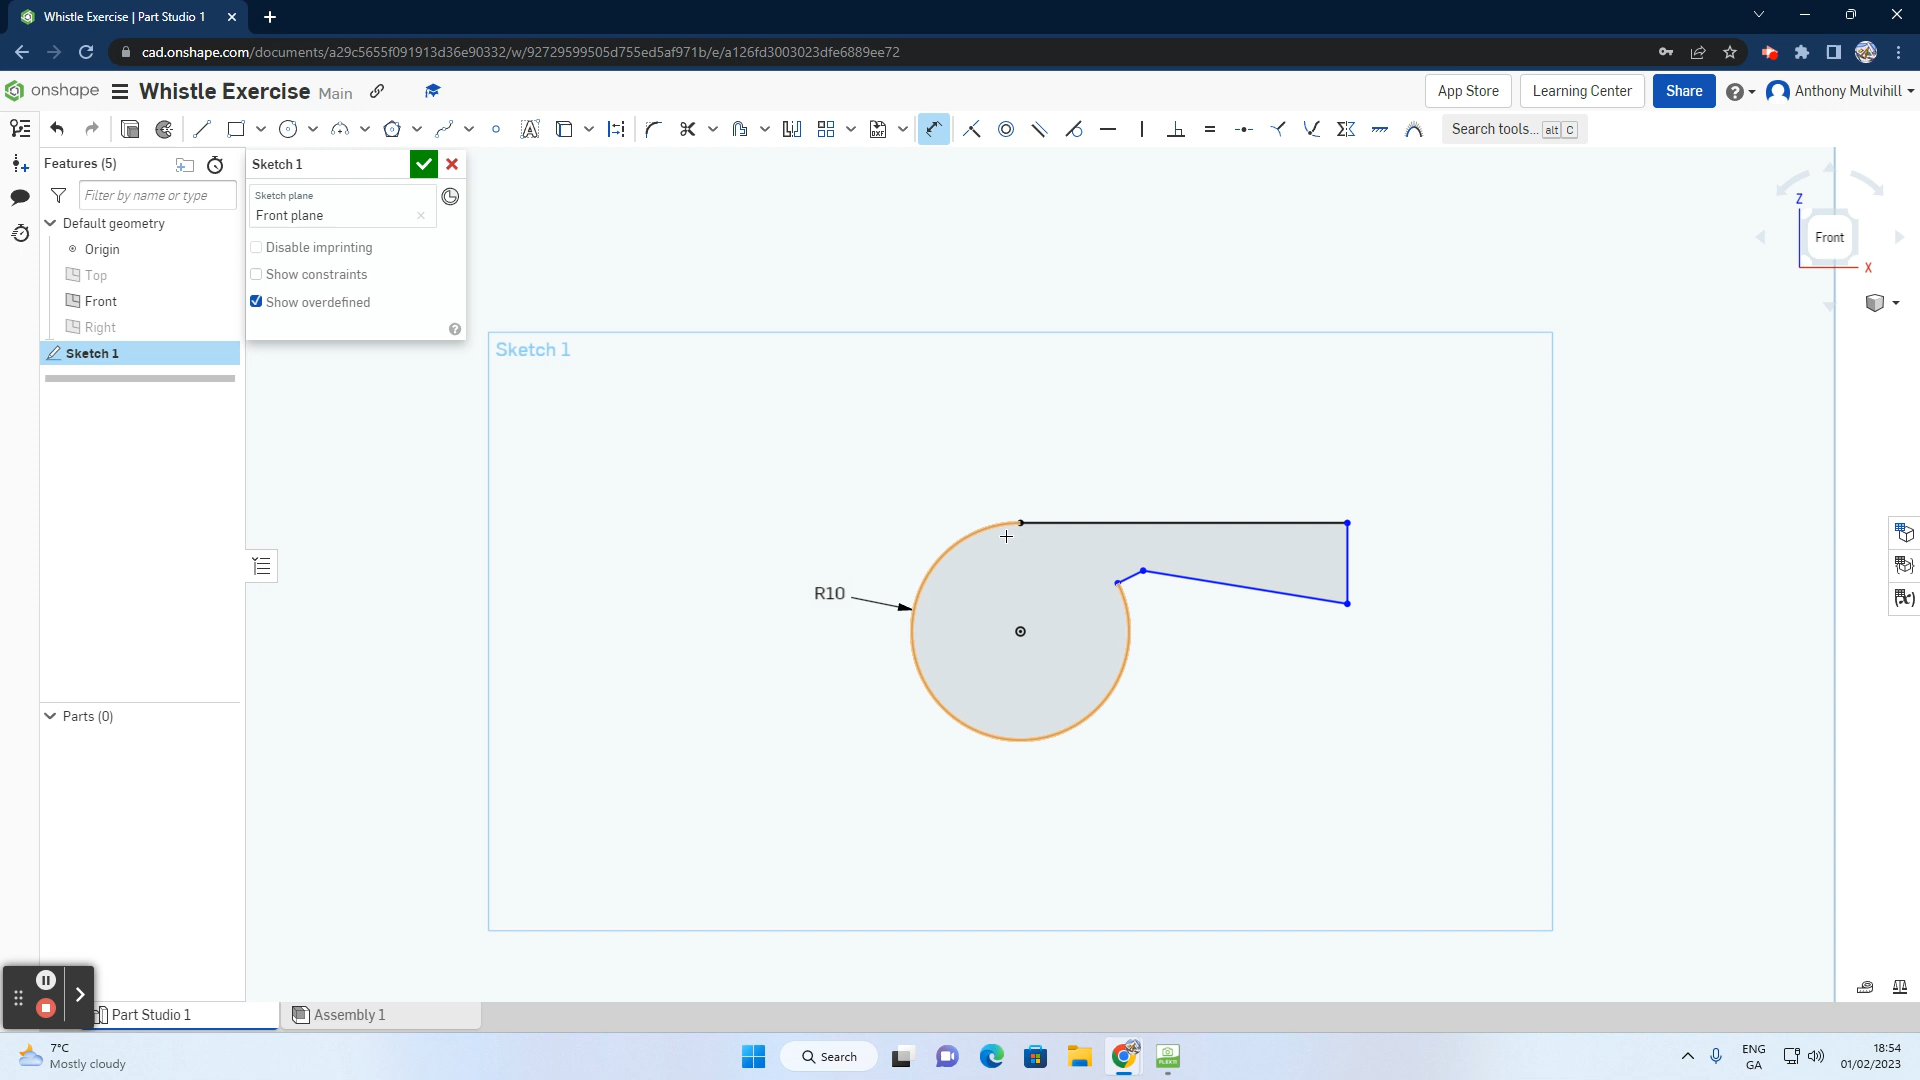 Whistle Exercise | Part Studio 1
cad.onshape.com/documents/a29c5655f091913d36e90332/w/92729599505d755ed5af971b/e/a126fd3003023dfe6889ee72
onshape Whistle Exercise Main App Store Learning Center Share Anthony Mulvihill
Search tools... alt C
Features (5)
Filter by name or type
Default geometry
Origin
Top
Front
Right
Sketch 1
Parts (0)
Sketch 1
Sketch plane
Front plane
Disable imprinting
Show constraints
Show overdefined
Sketch 1
R10
Z
Front
X
Part Studio 1
Assembly 1
7°C
Mostly cloudy
Search
ENG
GA
18:54
01/02/2023